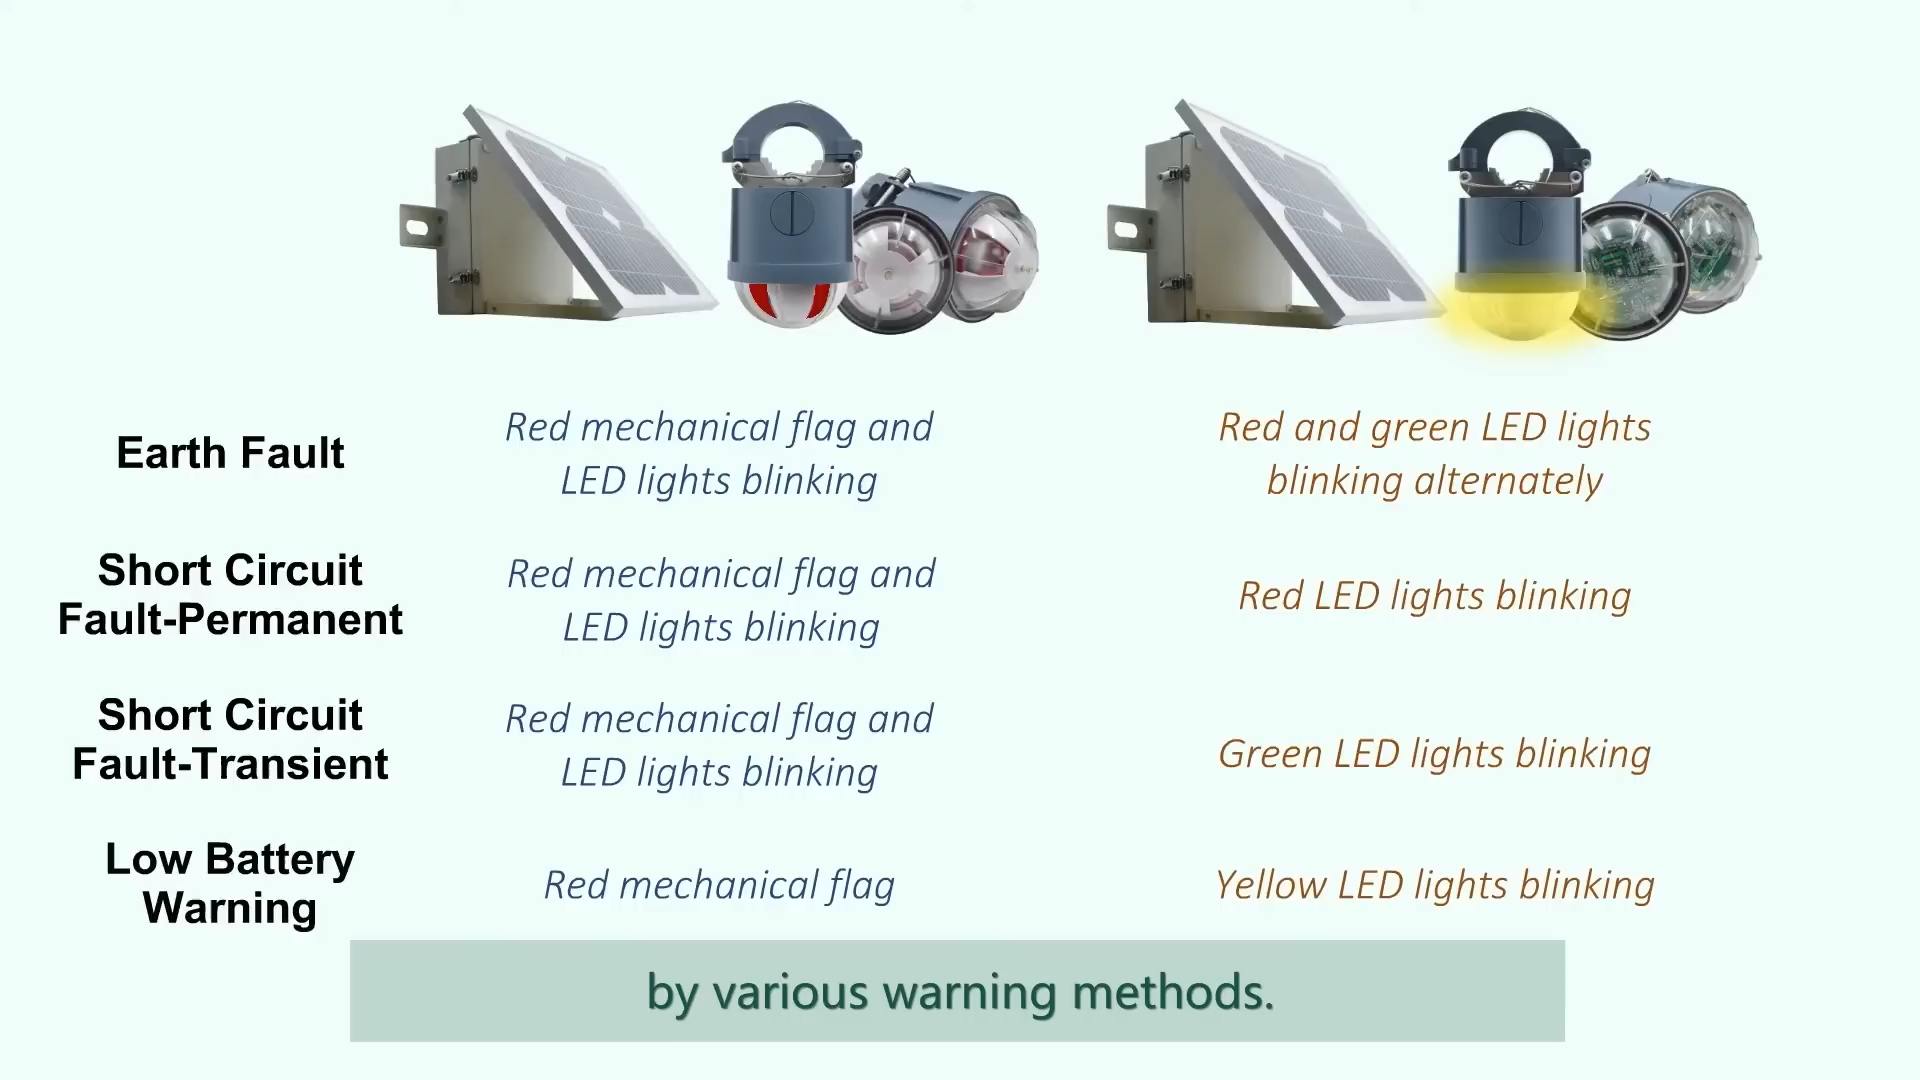 Earth Fault
Red mechanical flag and
LED lights blinking
Red and green LED lights
blinking alternately
Short Circuit
Fault-Permanent
Red mechanical flag and
LED lights blinking
Red LED lights blinking
Short Circuit
Fault-Transient
Red mechanical flag and
LED lights blinking
Green LED lights blinking
Low Battery
Warning
Red mechanical flag
Yellow LED lights blinking
by various warning methods.